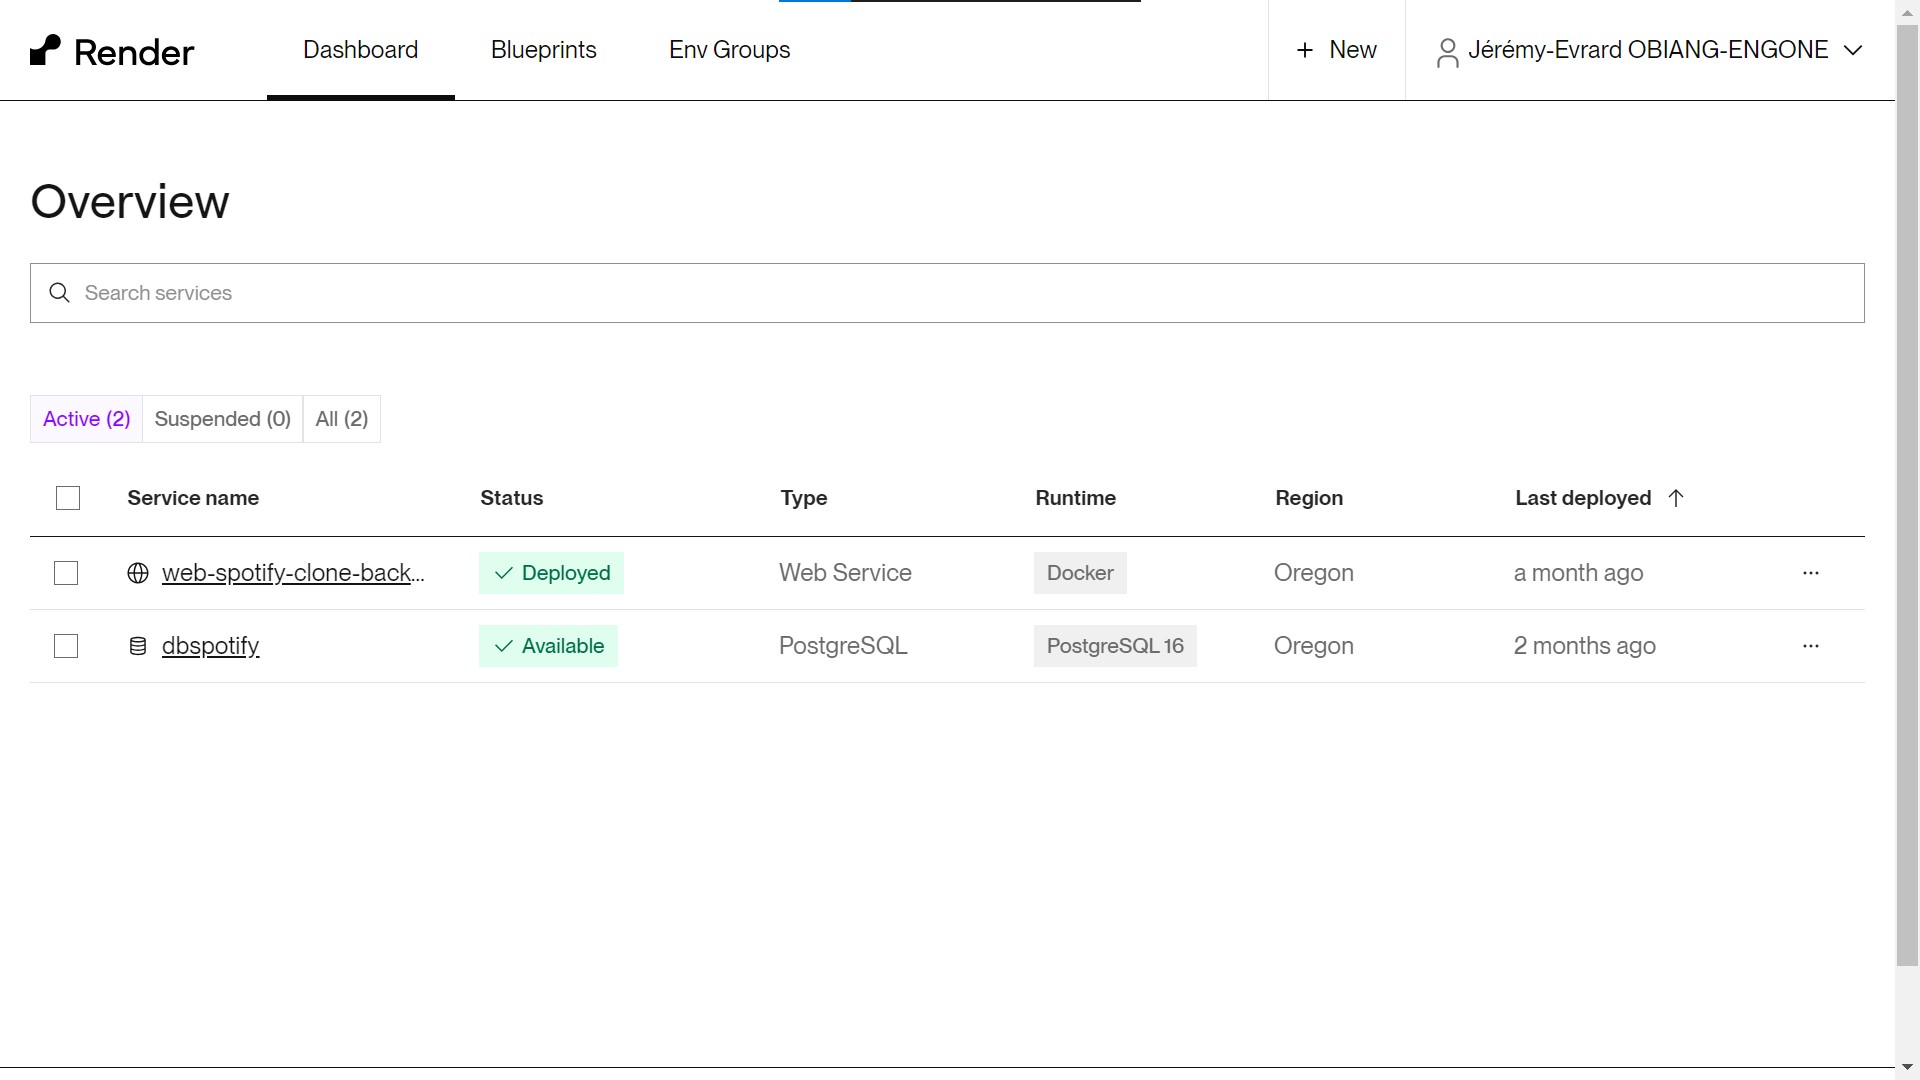 Render
Dashboard
Blueprints
Env Groups
+ New
Jérémy-Evrard OBIANG-ENGONE
Overview
Search services
Active (2)
Suspended (0)
All (2)
Service name
Status
Type
Runtime
Region
Last deployed
web-spotify-clone-back...
Deployed
Web Service
Docker
Oregon
a month ago
dbspotify
Available
PostgreSQL
PostgreSQL 16
Oregon
2 months ago